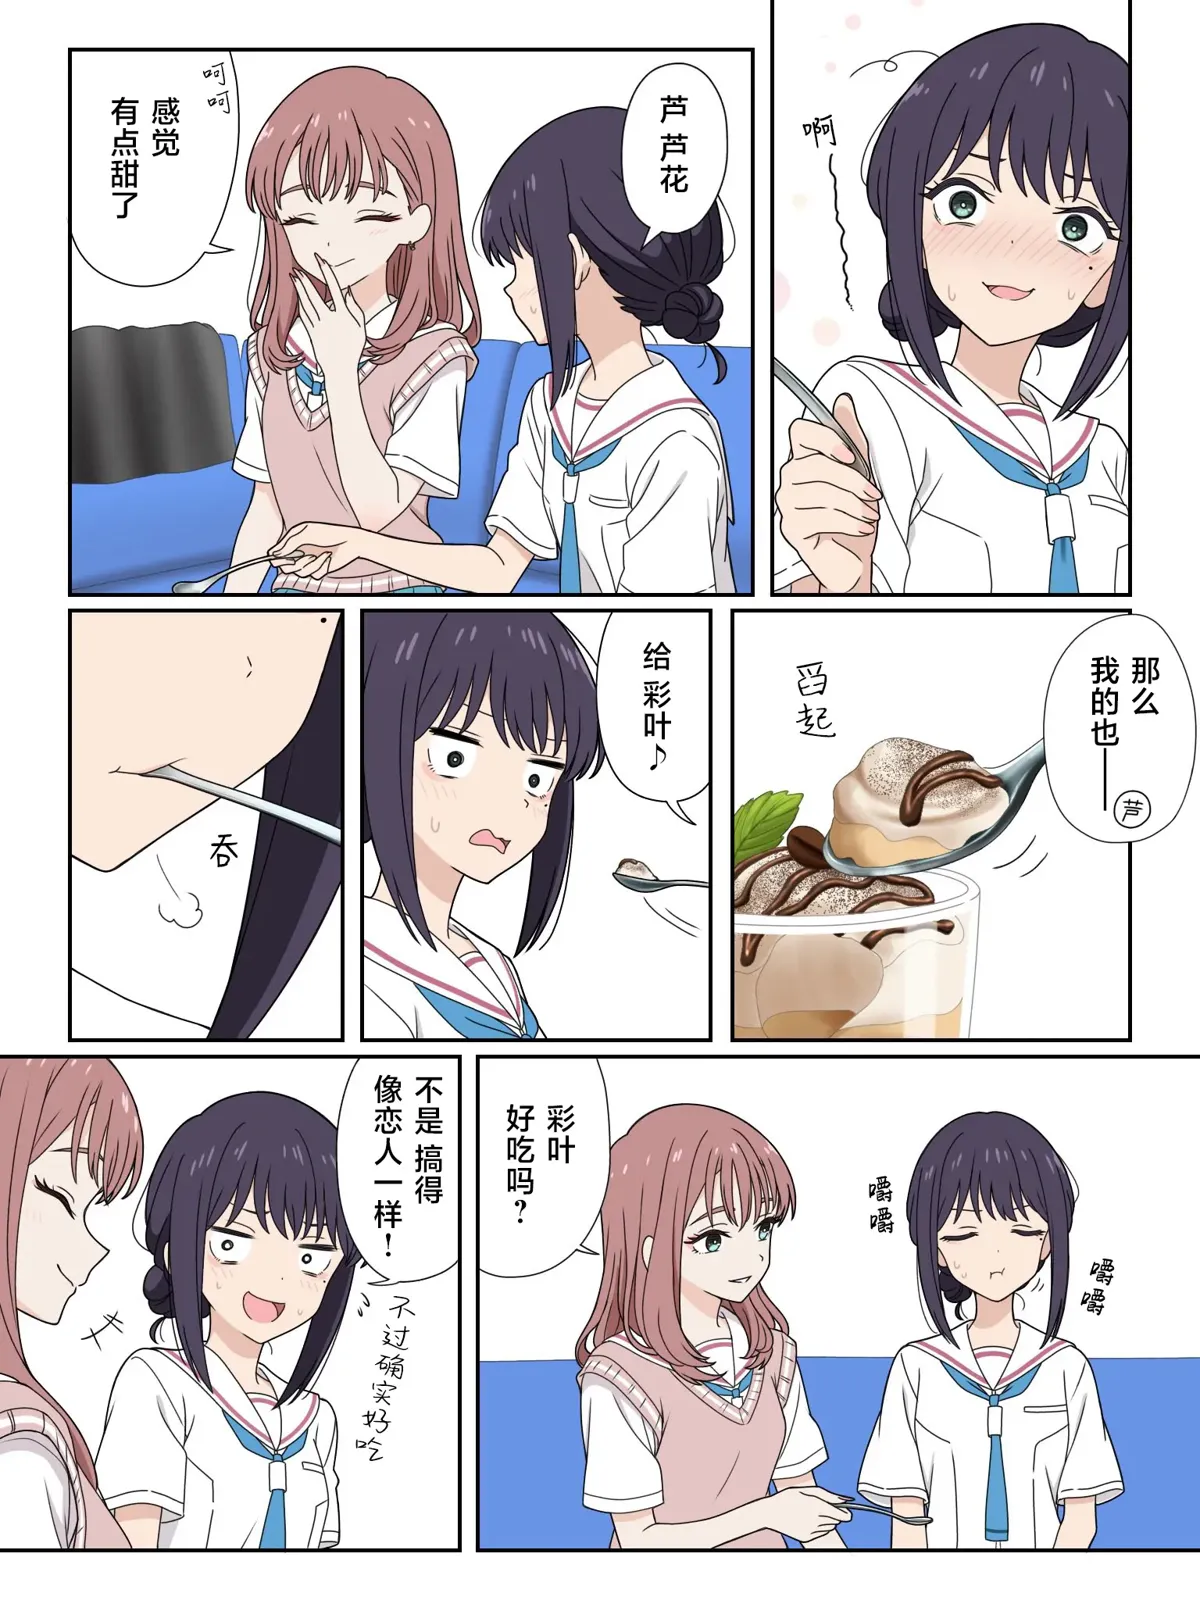 啊——
芦 芦花
呵呵
感觉
有点甜了
那么
我的也——
芦
舀起
给 彩叶♪
吞
彩叶
好吃吗？
嚼嚼
嚼嚼
不是 搞得
像恋人一样！
不过确实好吃